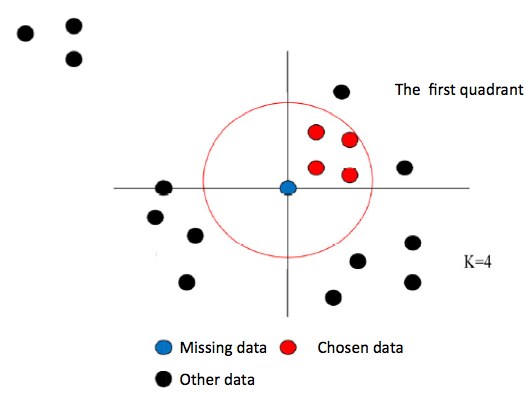 The first quadrant
K=4
Missing data
Chosen data
Other data